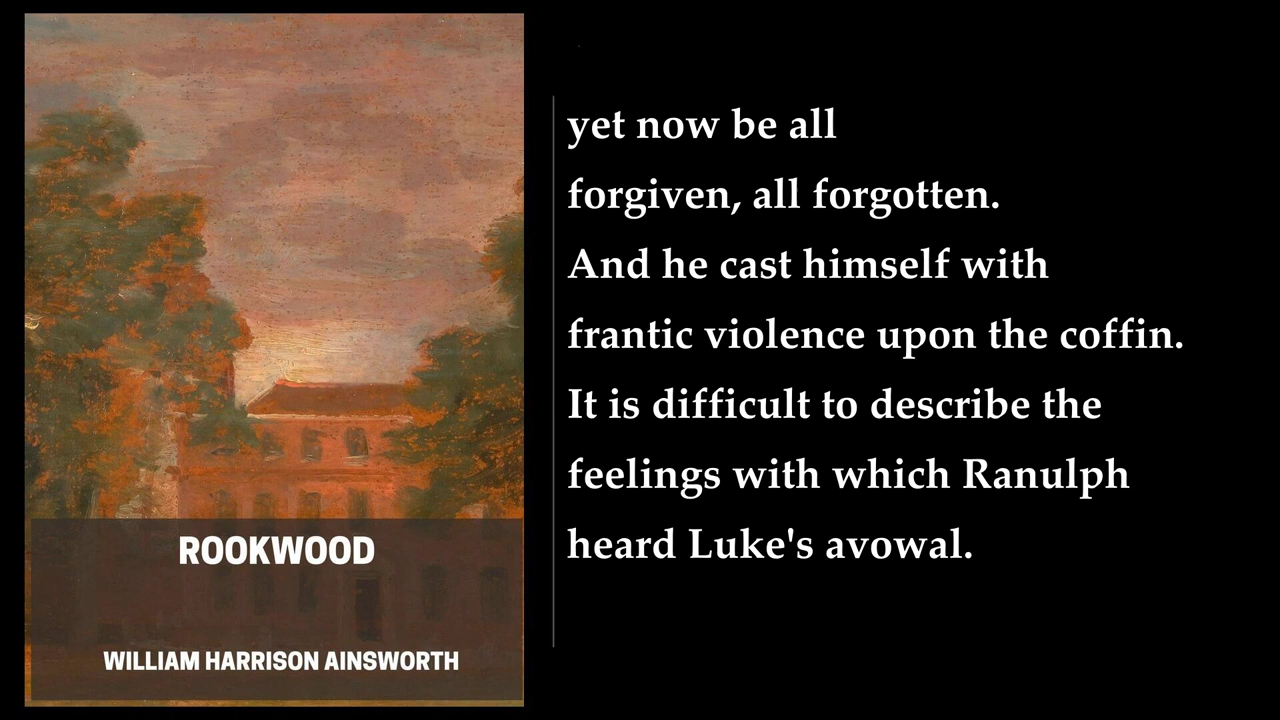 ROOKWOOD
WILLIAM HARRISON AINSWORTH
yet now be all
forgiven, all forgotten.
And he cast himself with
frantic violence upon the coffin.
It is difficult to describe the
feelings with which Ranulph
heard Luke's avowal.